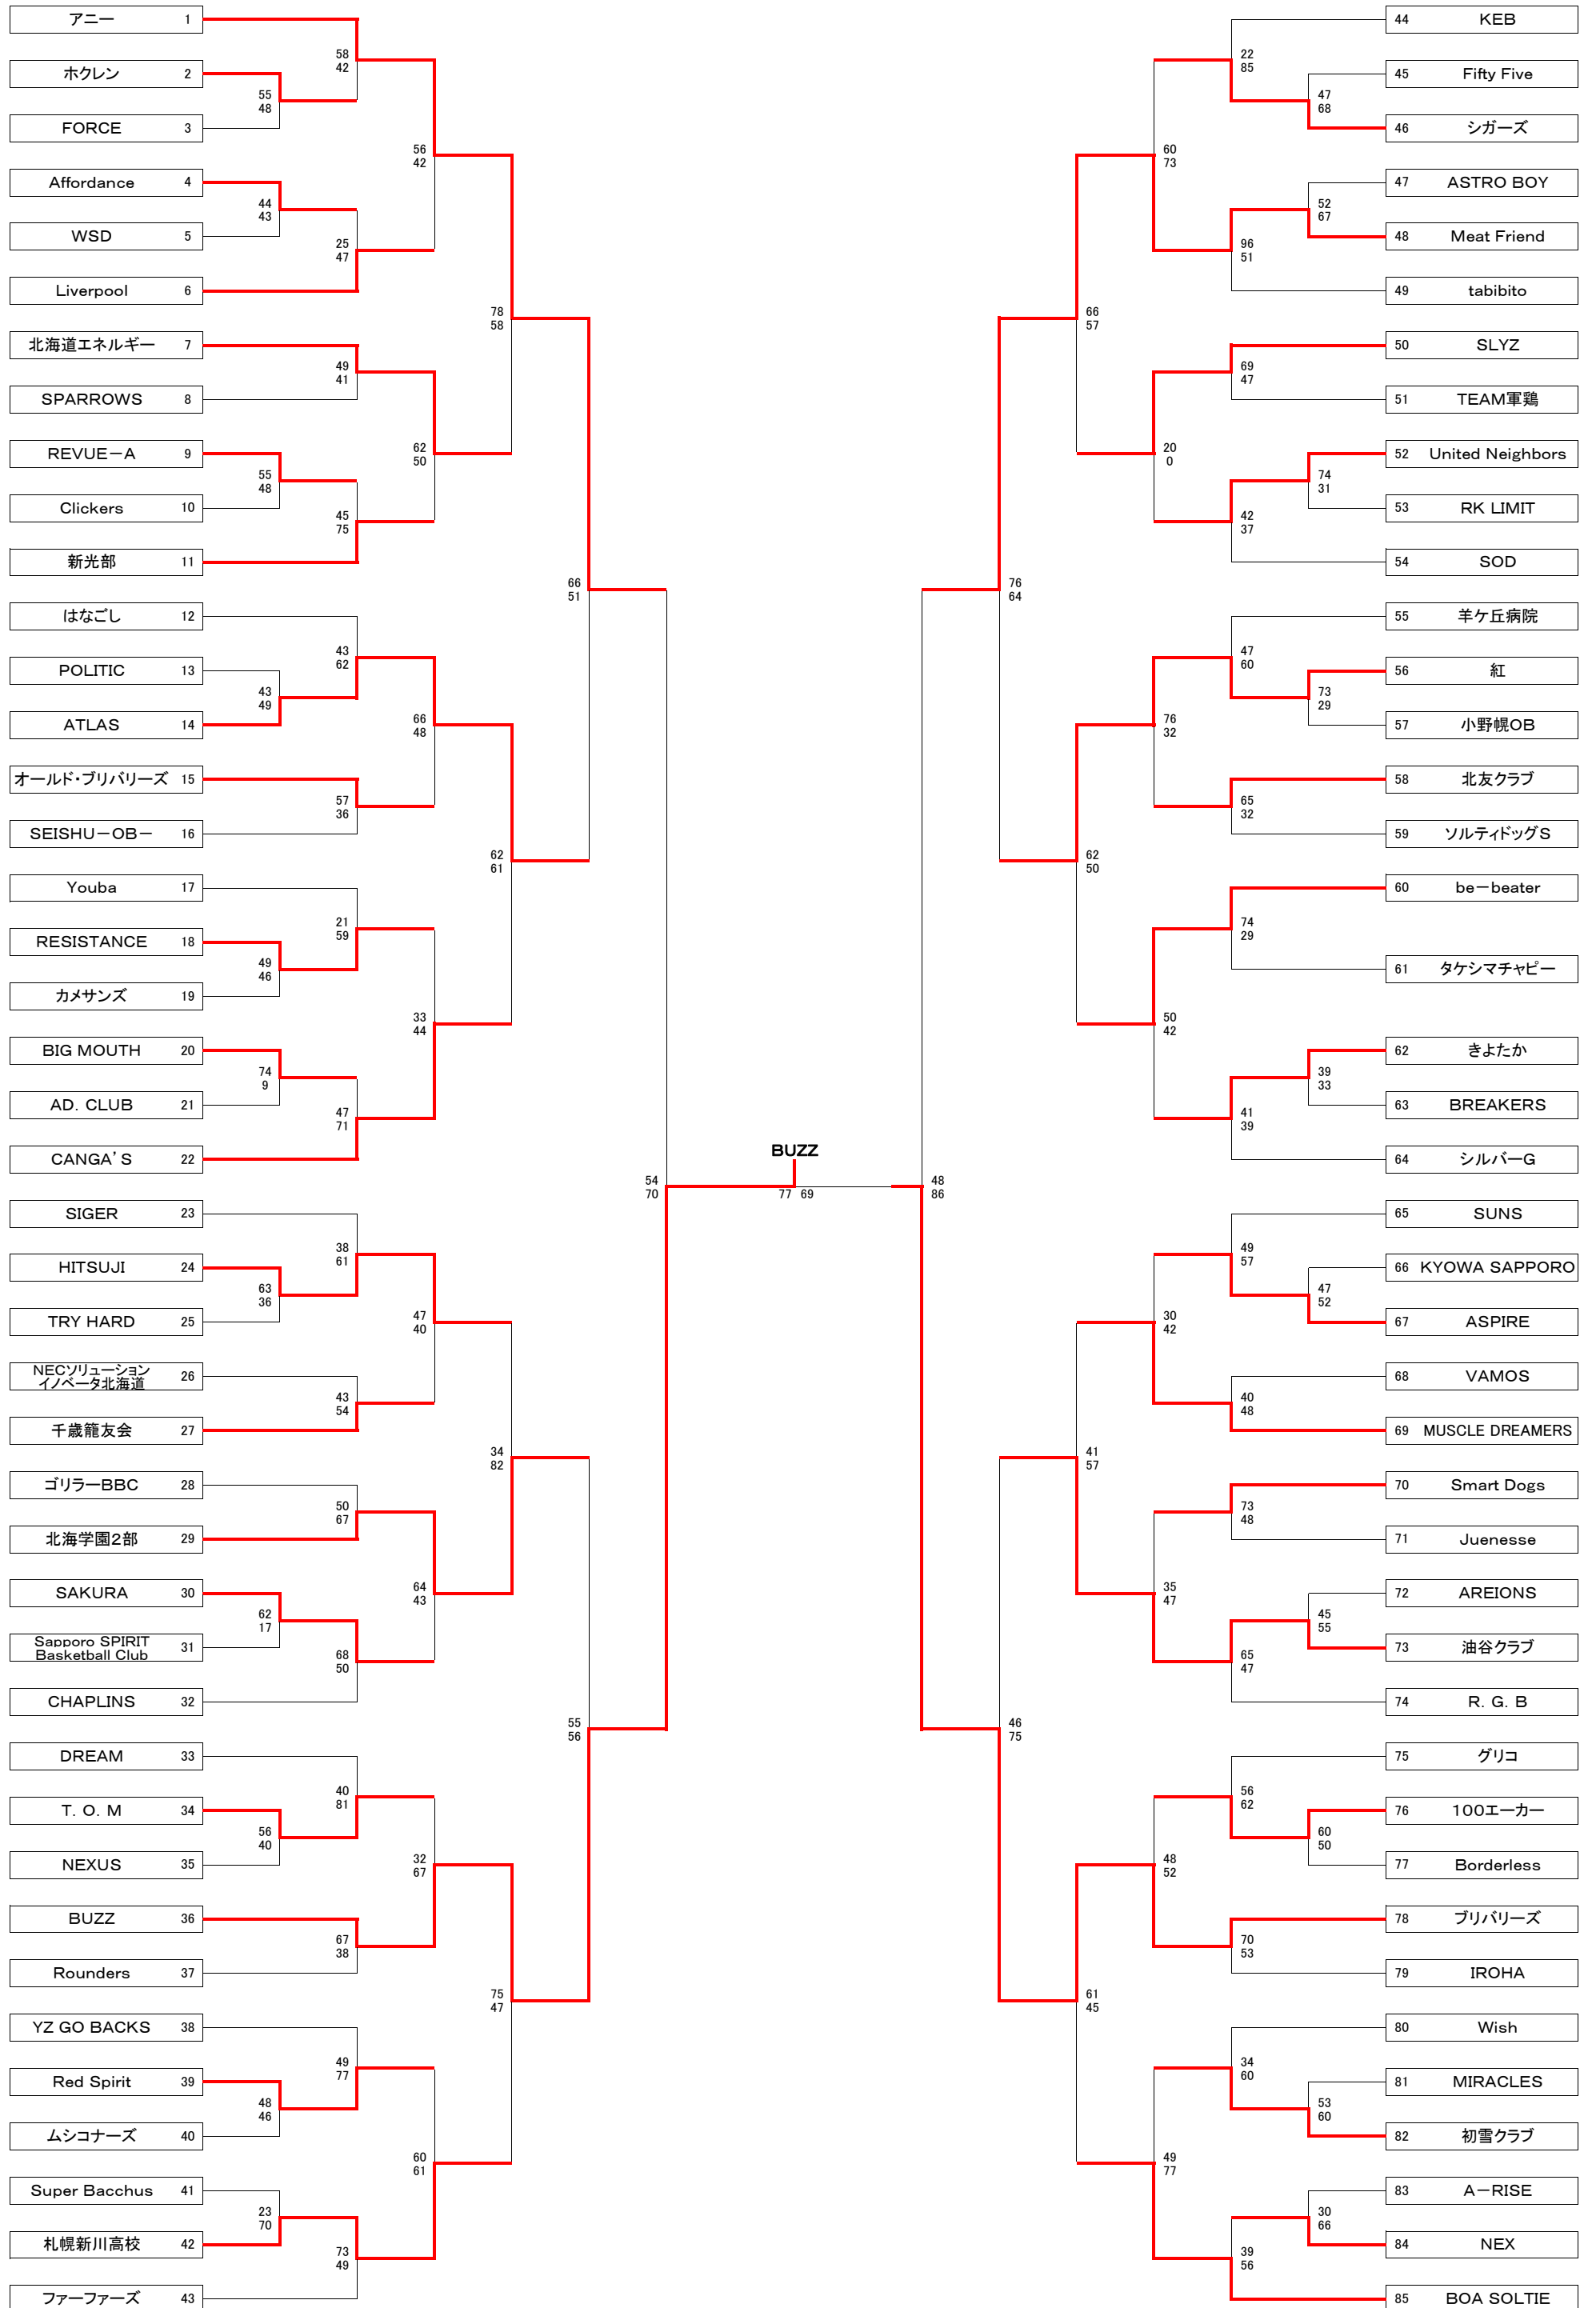 アニー 1
ホクレン 2
FORCE 3
Affordance 4
WSD 5
Liverpool 6
北海道エネルギー 7
SPARROWS 8
REVUE－A 9
Clickers 10
新光部 11
はなごし 12
POLITIC 13
ATLAS 14
オールド・ブリバリーズ 15
SEISHU－OB－ 16
Youba 17
RESISTANCE 18
カメサンズ 19
BIG MOUTH 20
AD. CLUB 21
CANGA'S 22
SIGER 23
HITSUJI 24
TRY HARD 25
NECソリューション
イノベータ北海道 26
千歳籠友会 27
ゴリラーBBC 28
北海学園2部 29
SAKURA 30
Sapporo SPIRIT
Basketball Club 31
CHAPLINS 32
DREAM 33
T. O. M 34
NEXUS 35
BUZZ 36
Rounders 37
YZ GO BACKS 38
Red Spirit 39
ムシコナーズ 40
Super Bacchus 41
札幌新川高校 42
ファーファーズ 43
55
48
44
43
55
48
43
49
49
46
74
9
63
36
62
17
56
40
48
46
23
70
58
42
25
47
49
41
45
75
43
62
57
36
21
59
47
71
38
61
43
54
50
67
68
50
40
81
67
38
49
77
73
49
56
42
62
50
66
48
33
44
47
40
64
43
32
67
60
61
78
58
62
61
34
82
75
47
66
51
55
56
54
70
BUZZ
77 69
48
86
76
64
46
75
66
57
62
50
41
57
61
45
60
73
20
0
76
32
50
42
30
42
35
47
48
52
49
77
22
85
96
51
69
47
42
37
47
60
65
32
74
29
41
39
49
57
40
48
73
48
65
47
56
62
70
53
34
60
39
56
47
68
52
67
74
31
73
29
39
33
47
52
45
55
60
50
53
60
30
66
44 KEB
45 Fifty Five
46 シガーズ
47 ASTRO BOY
48 Meat Friend
49 tabibito
50 SLYZ
51 TEAM軍鶏
52 United Neighbors
53 RK LIMIT
54 SOD
55 羊ケ丘病院
56 紅
57 小野幌OB
58 北友クラブ
59 ソルティドッグS
60 be－beater
61 タケシマチャピー
62 きよたか
63 BREAKERS
64 シルバーG
65 SUNS
66 KYOWA SAPPORO
67 ASPIRE
68 VAMOS
69 MUSCLE DREAMERS
70 Smart Dogs
71 Juenesse
72 AREIONS
73 油谷クラブ
74 R. G. B
75 グリコ
76 100エーカー
77 Borderless
78 ブリバリーズ
79 IROHA
80 Wish
81 MIRACLES
82 初雪クラブ
83 A－RISE
84 NEX
85 BOA SOLTIE